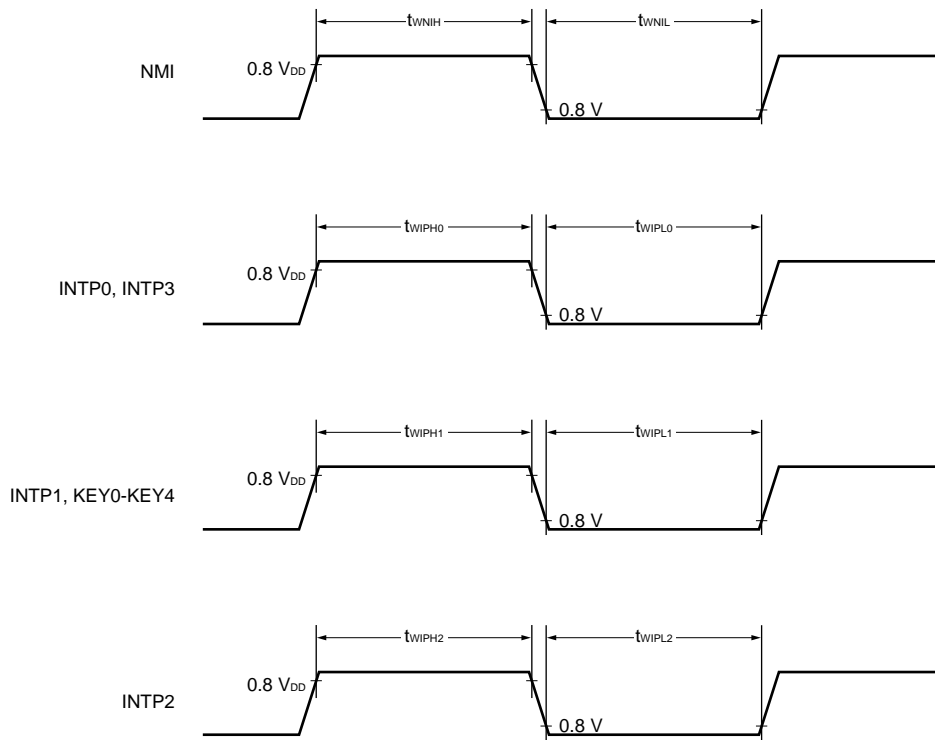 tWNIH tWNIL
0.8 VDD
NMI
0.8 V
tWIPH0 tWIPL0
0.8 VDD
INTP0, INTP3
0.8 V
tWIPH1 tWIPL1
0.8 VDD
INTP1, KEY0-KEY4
0.8 V
tWIPH2 tWIPL2
0.8 VDD
INTP2
0.8 V